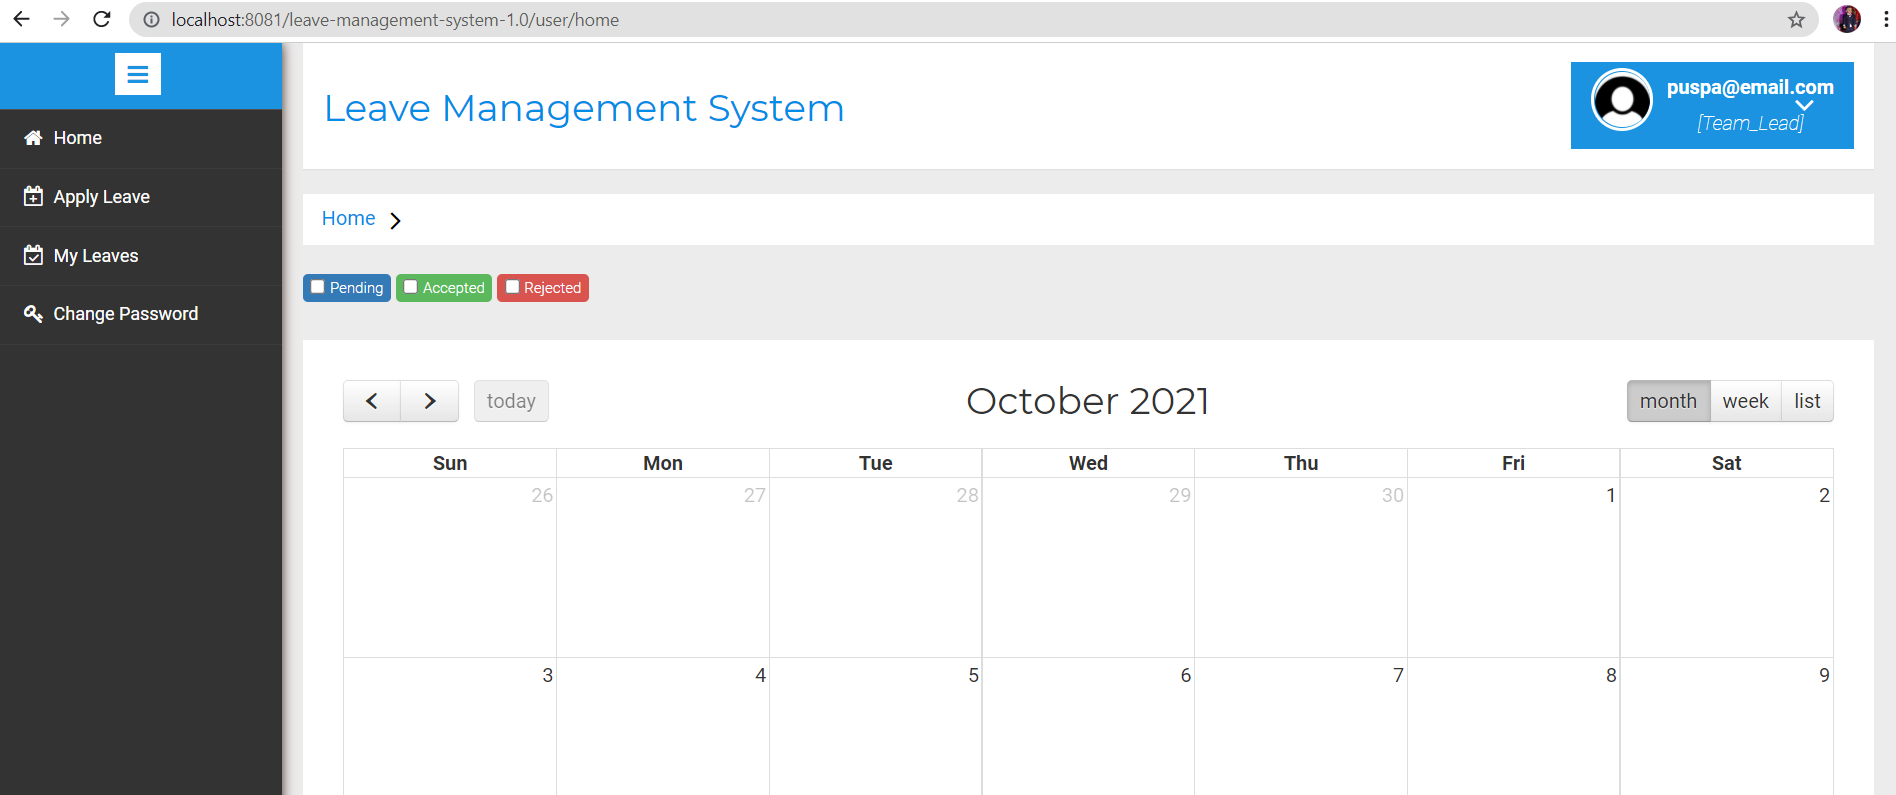 localhost:8081/leave-management-system-1.0/user/home
Home
Apply Leave
My Leaves
Change Password
Leave Management System
puspa@email.com
[Team_Lead]
Home
Pending Accepted Rejected
today October 2021 month week list
Sun Mon Tue Wed Thu Fri Sat
26 27 28 29 30 1 2
3 4 5 6 7 8 9